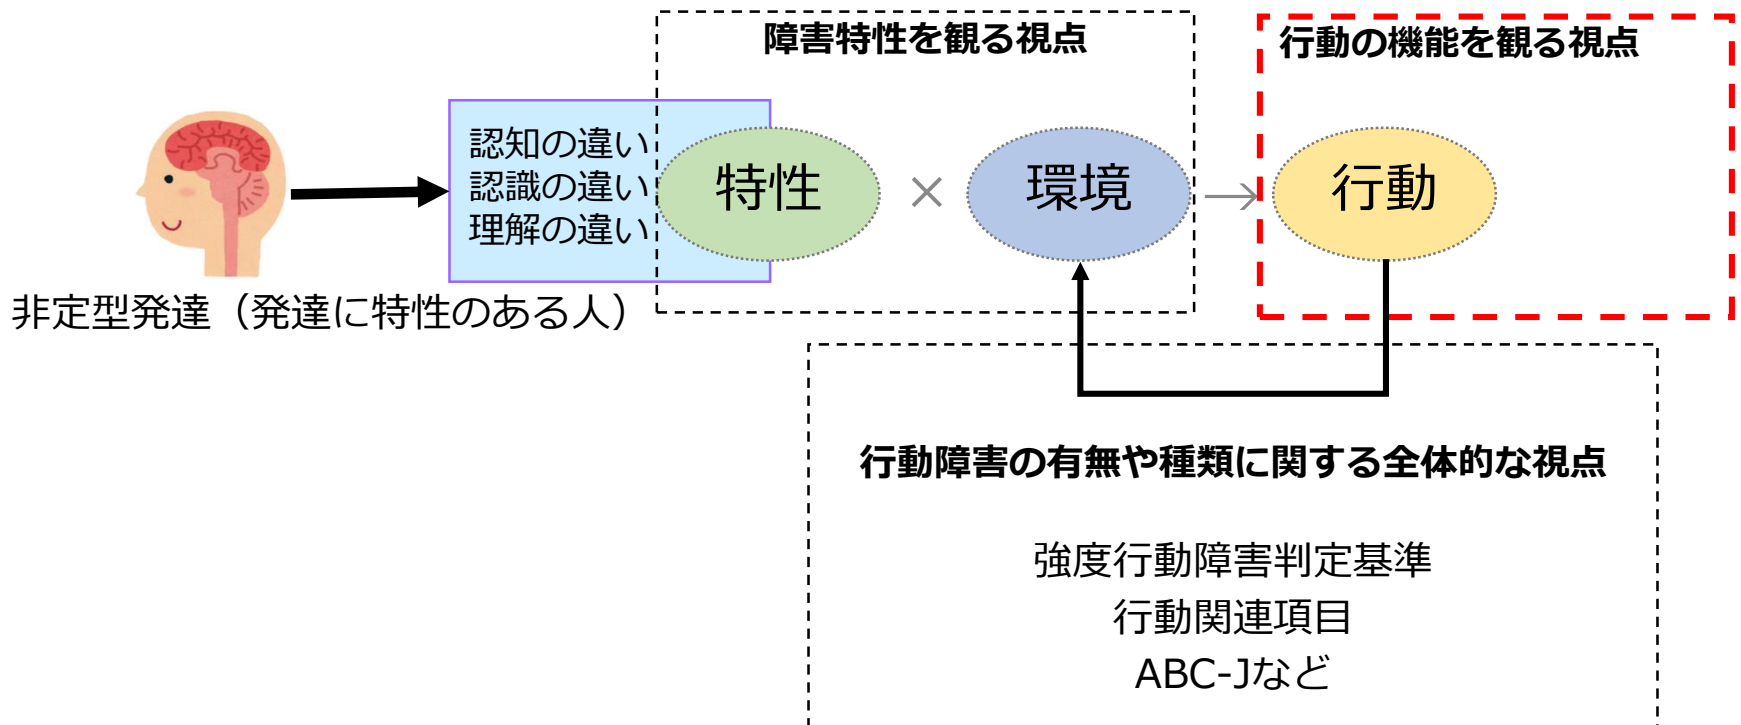 障害特性を観る視点
行動の機能を観る視点
認知の違い
認識の違い
理解の違い
特性
×
環境
→
行動
非定型発達（発達に特性のある人）
行動障害の有無や種類に関する全体的な視点
強度行動障害判定基準
行動関連項目
ABC-Jなど